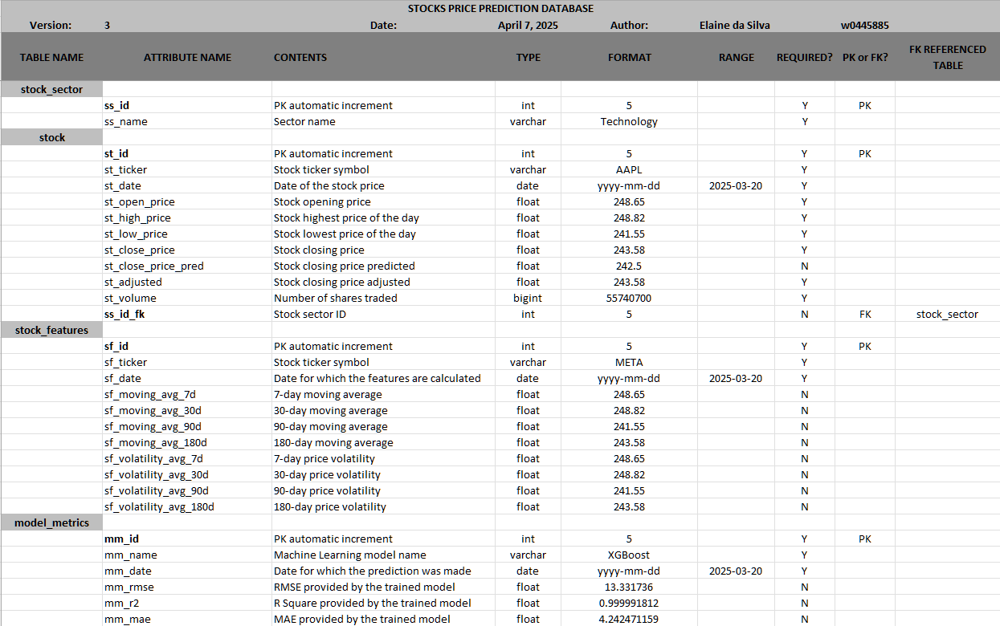 STOCKS PRICE PREDICTION DATABASE
Version: 3 Date: April 7, 2025 Author: Elaine da Silva w0445885
TABLE NAME ATTRIBUTE NAME CONTENTS TYPE FORMAT RANGE REQUIRED? PK or FK? FK REFERENCED TABLE
stock_sector
ss_id PK automatic increment int 5 Y PK
ss_name Sector name varchar Technology Y
stock
st_id PK automatic increment int 5 Y PK
st_ticker Stock ticker symbol varchar AAPL Y
st_date Date of the stock price date yyyy-mm-dd 2025-03-20 Y
st_open_price Stock opening price float 248.65 Y
st_high_price Stock highest price of the day float 248.82 Y
st_low_price Stock lowest price of the day float 241.55 Y
st_close_price Stock closing price float 243.58 Y
st_close_price_pred Stock closing price predicted float 242.5 N
st_adjusted Stock closing price adjusted float 243.58 Y
st_volume Number of shares traded bigint 55740700 Y
ss_id_fk Stock sector ID int 5 N FK stock_sector
stock_features
sf_id PK automatic increment int 5 Y PK
sf_ticker Stock ticker symbol varchar META Y
sf_date Date for which the features are calculated date yyyy-mm-dd 2025-03-20 Y
sf_moving_avg_7d 7-day moving average float 248.65 N
sf_moving_avg_30d 30-day moving average float 248.82 N
sf_moving_avg_90d 90-day moving average float 241.55 N
sf_moving_avg_180d 180-day moving average float 243.58 N
sf_volatility_avg_7d 7-day price volatility float 248.65 N
sf_volatility_avg_30d 30-day price volatility float 248.82 N
sf_volatility_avg_90d 90-day price volatility float 241.55 N
sf_volatility_avg_180d 180-day price volatility float 243.58 N
model_metrics
mm_id PK automatic increment int 5 Y PK
mm_name Machine Learning model name varchar XGBoost Y
mm_date Date for which the prediction was made date yyyy-mm-dd 2025-03-20 Y
mm_rmse RMSE provided by the trained model float 13.331736 N
mm_r2 R Square provided by the trained model float 0.999991812 N
mm_mae MAE provided by the trained model float 4.242471159 N